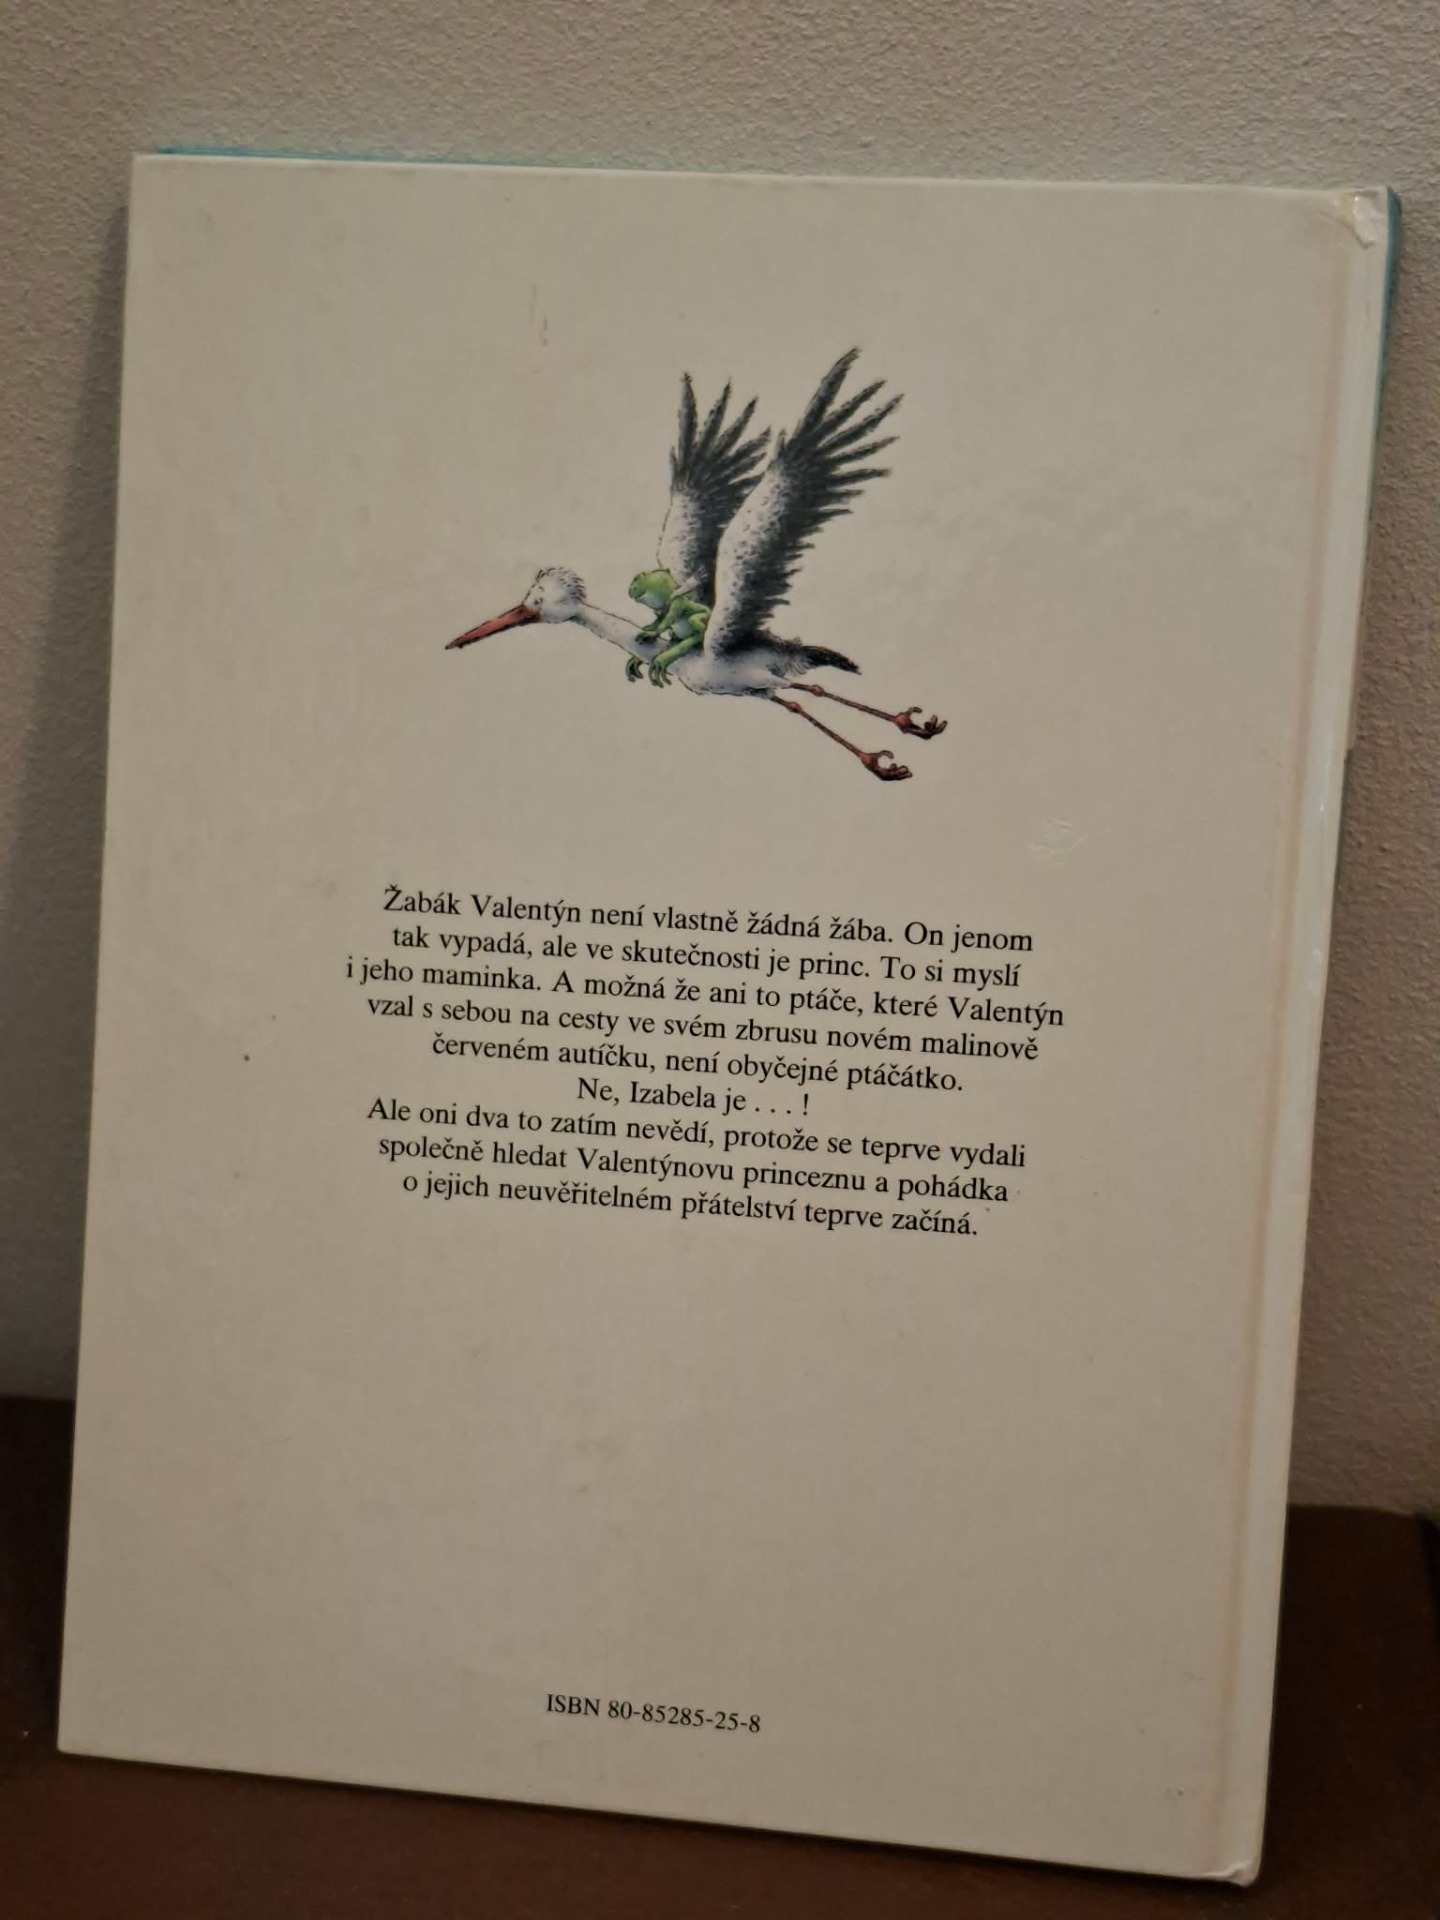 Žabák Valentýn není vlastně žádná žába. On jenom
tak vypadá, ale ve skutečnosti je princ. To si myslí
i jeho maminka. A možná že ani to ptáče, které Valentýn
vzal s sebou na cesty ve svém zbrusu novém malinově
červeném autíčku, není obyčejné ptáčátko.
Ne, Izabela je . . . !
Ale oni dva to zatím nevědí, protože se teprve vydali
společně hledat Valentýnovu princeznu a pohádka
o jejich neuvěřitelném přátelství teprve začíná.
ISBN 80-85285-25-8